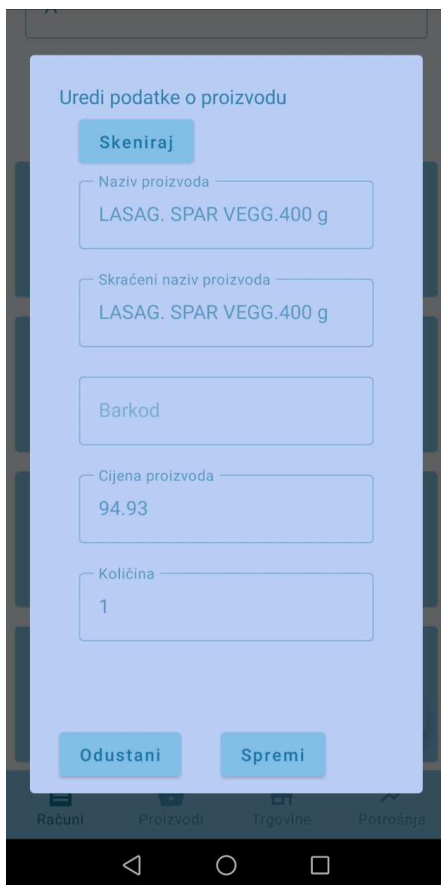 Uredi podatke o proizvodu
Skeniraj
Naziv proizvoda
LASAG. SPAR VEGG.400 g
Skraćeni naziv proizvoda
LASAG. SPAR VEGG.400 g
Barkod
Cijena proizvoda
94.93
Količina
1
Odustani Spremi
Računi Proizvodi Trgovine Potrošnja